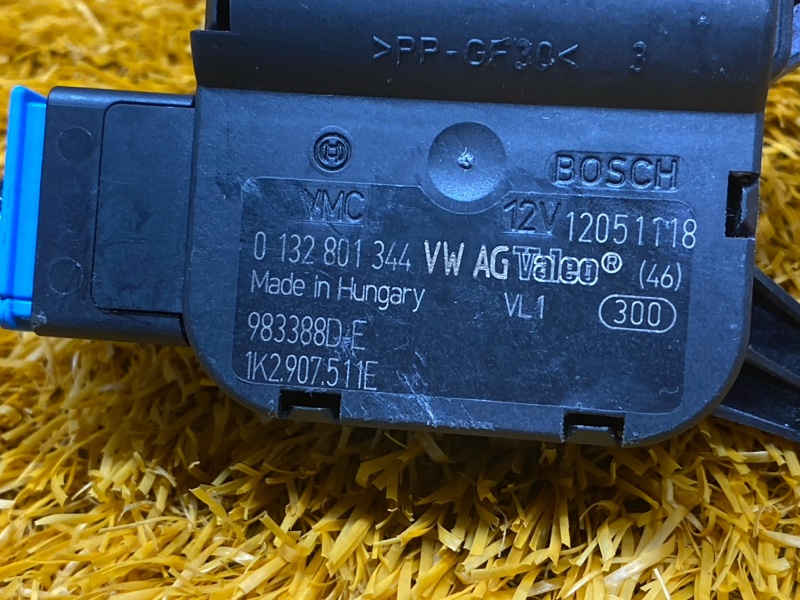 >PP-GF30< 3
BOSCH
VMC 12V 12051118
0 132 801 344 VW AG Valeo® (46)
Made in Hungary VL1 300
983388D-E
1K2.907.511E